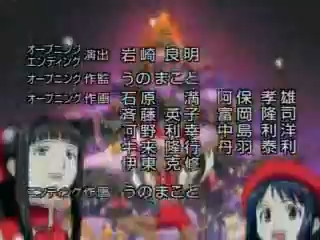 オープニング
エンディング 演出 岩崎 良明
オープニング 作監 うのまこと
オープニング 作画 石原 満 阿保 孝雄
斉藤 英子 富岡 隆司
河野 利幸 中島 利洋
牛来 隆行 丹羽 泰利
伊東 克修
エンディング 作画 うのまこと